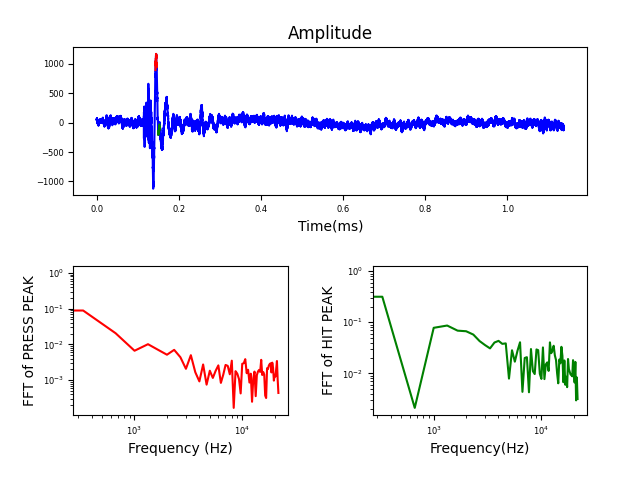 Amplitude
1000
500
0
−500
−1000
0.0 0.2 0.4 0.6 0.8 1.0
Time(ms)
FFT of PRESS PEAK
10⁰
10⁻¹
10⁻²
10⁻³
10³ 10⁴
Frequency (Hz)
FFT of HIT PEAK
10⁰
10⁻¹
10⁻²
10³ 10⁴
Frequency(Hz)